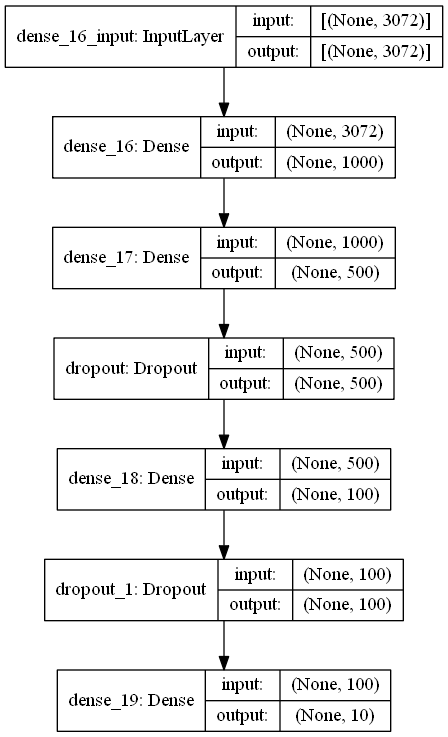 dense_16_input: InputLayer
input: [(None, 3072)]
output: [(None, 3072)]
dense_16: Dense
input: (None, 3072)
output: (None, 1000)
dense_17: Dense
input: (None, 1000)
output: (None, 500)
dropout: Dropout
input: (None, 500)
output: (None, 500)
dense_18: Dense
input: (None, 500)
output: (None, 100)
dropout_1: Dropout
input: (None, 100)
output: (None, 100)
dense_19: Dense
input: (None, 100)
output: (None, 10)